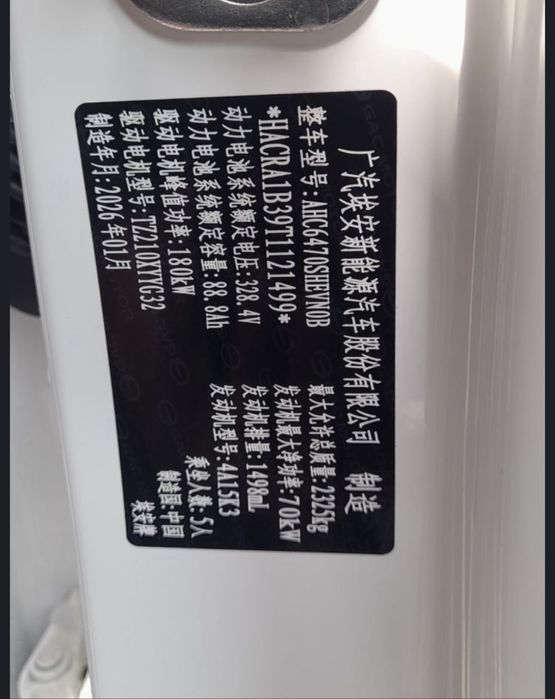 广汽埃安新能源汽车股份有限公司 制造
整车型号:AHC6470SHEVN0B 最大允许总质量:2325kg
*HACRA1B39T1121499* 发动机最大净功率:70kW
动力电池系统额定电压:328.4V 发动机排量:1498mL
动力电池系统额定容量:88.8Ah 发动机型号:4A15K3
驱动电机峰值功率:180kW 乘坐人数:5人
驱动电机型号:TZ210XYYG32 制造国:中国
制造年月:2026年01月 埃安牌